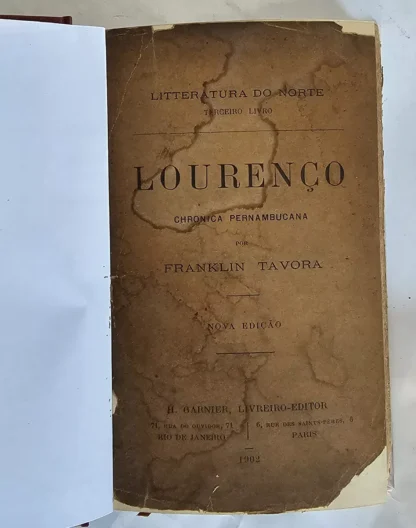 LITTERATURA DO NORTE
TERCEIRO LIVRO
LOURENÇO
CHRONICA PERNAMBUCANA
POR
FRANKLIN TAVORA
NOVA EDIÇÃO
H. GARNIER, LIVREIRO-EDITOR
71, RUA DO OUVIDOR, 71
RIO DE JANEIRO
6, RUE DES SAINTS-PÈRES, 6
PARIS
1902